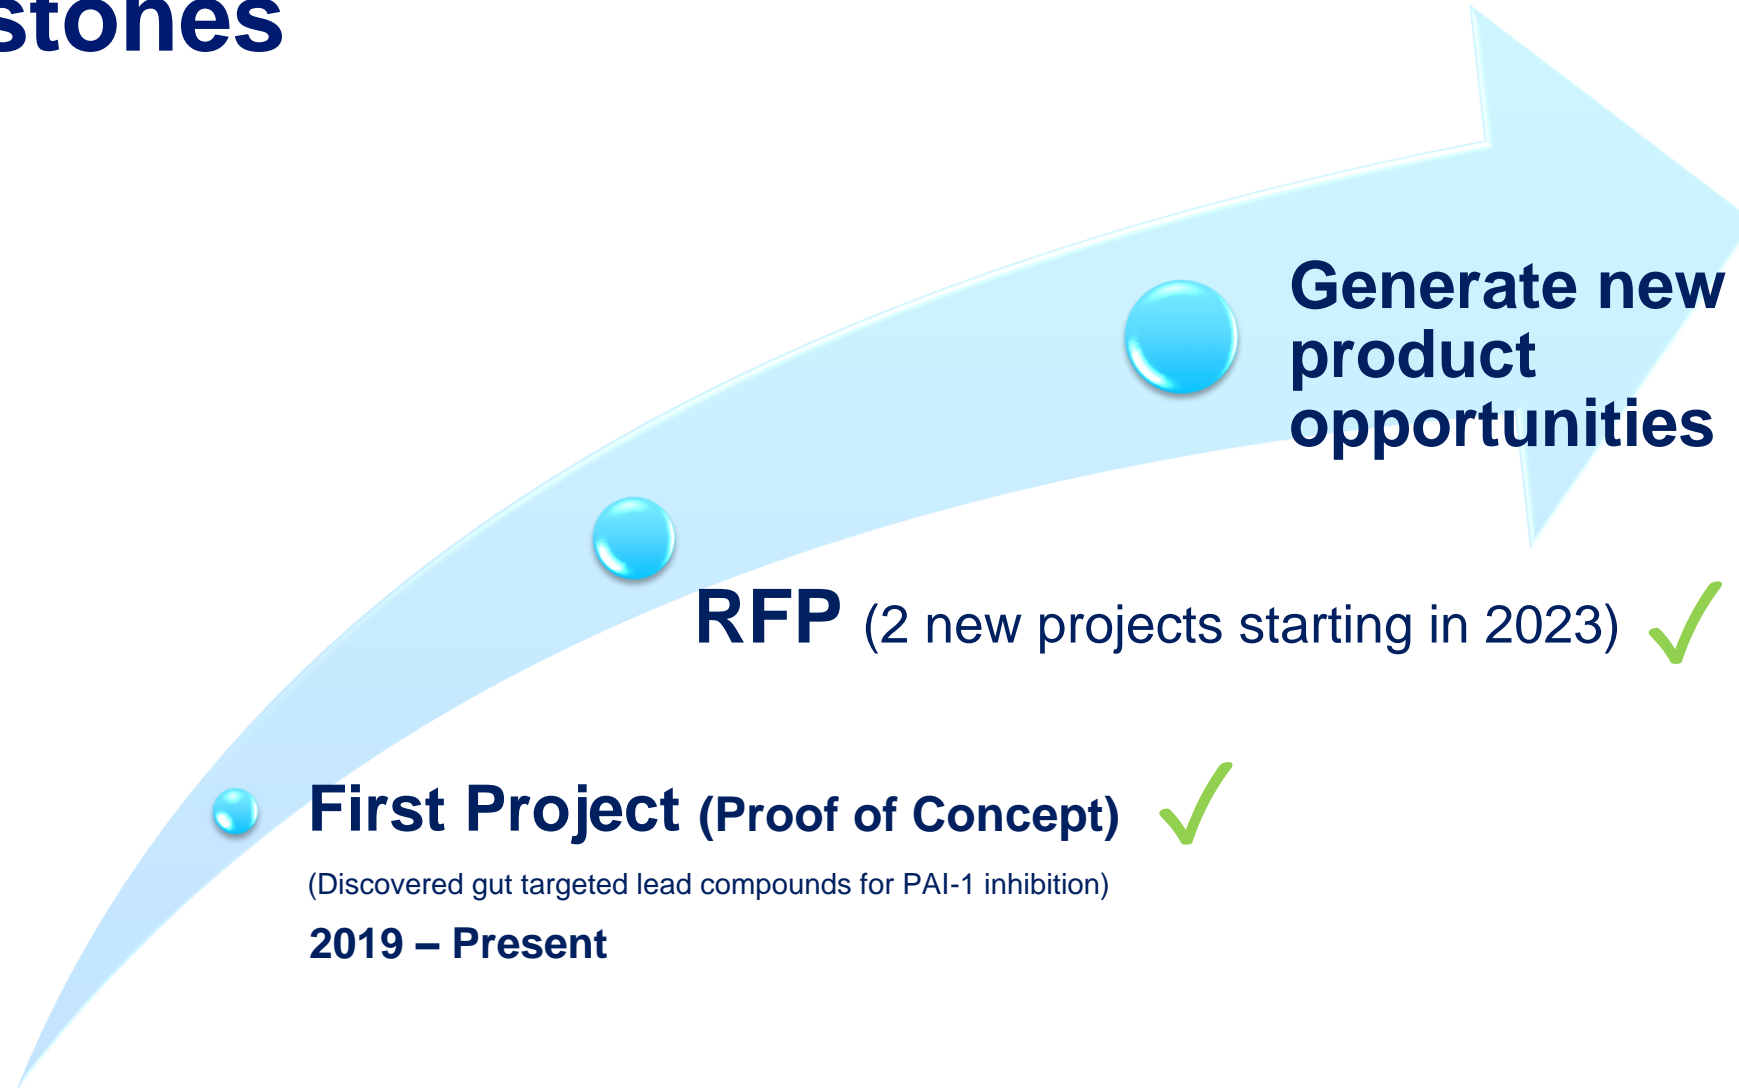 stones
Generate new
product
opportunities
RFP (2 new projects starting in 2023) ✓
First Project (Proof of Concept) ✓
(Discovered gut targeted lead compounds for PAI-1 inhibition)
2019 – Present